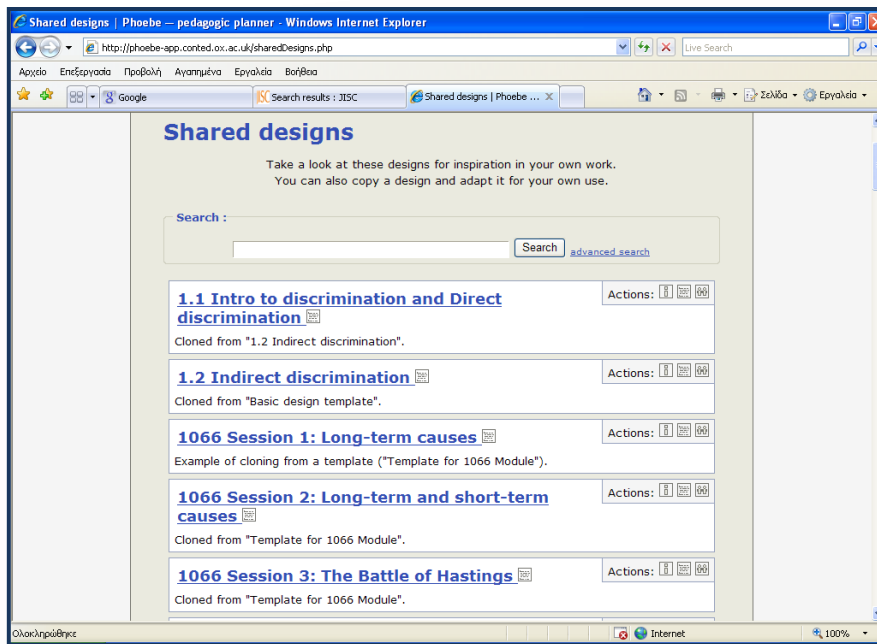 Shared designs | Phoebe — pedagogic planner - Windows Internet Explorer
http://phoebe-app.conted.ox.ac.uk/sharedDesigns.php
Live Search
Αρχείο Επεξεργασία Προβολή Αγαπημένα Εργαλεία Βοήθεια
Google
Search results : JISC
Shared designs | Phoebe ...
Σελίδα
Εργαλεία
Shared designs
Take a look at these designs for inspiration in your own work.
You can also copy a design and adapt it for your own use.
Search :
Search advanced search
1.1 Intro to discrimination and Direct
discrimination
Actions:
Cloned from "1.2 Indirect discrimination".
1.2 Indirect discrimination
Actions:
Cloned from "Basic design template".
1066 Session 1: Long-term causes
Actions:
Example of cloning from a template ("Template for 1066 Module").
1066 Session 2: Long-term and short-term
causes
Actions:
Cloned from "Template for 1066 Module".
1066 Session 3: The Battle of Hastings
Actions:
Cloned from "Template for 1066 Module".
Ολοκληρώθηκε
Internet
100%